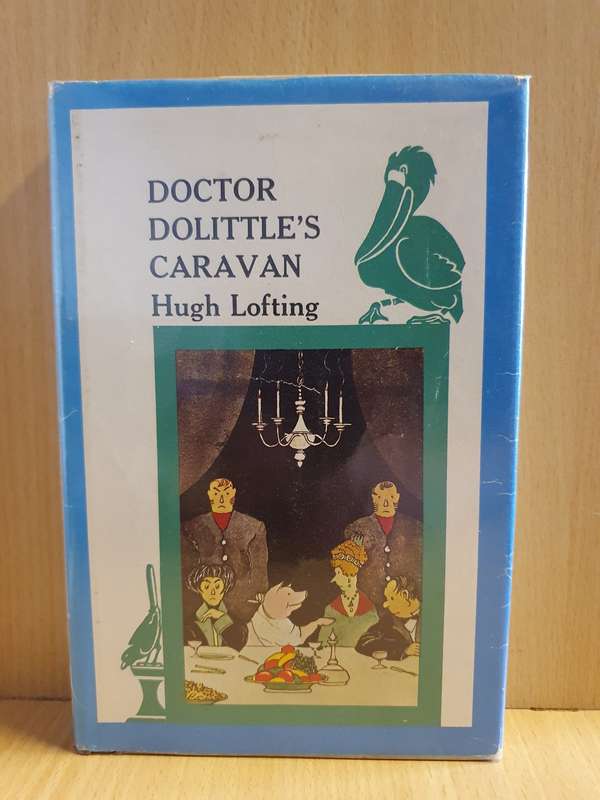 DOCTOR
DOLITTLE'S
CARAVAN
Hugh Lofting